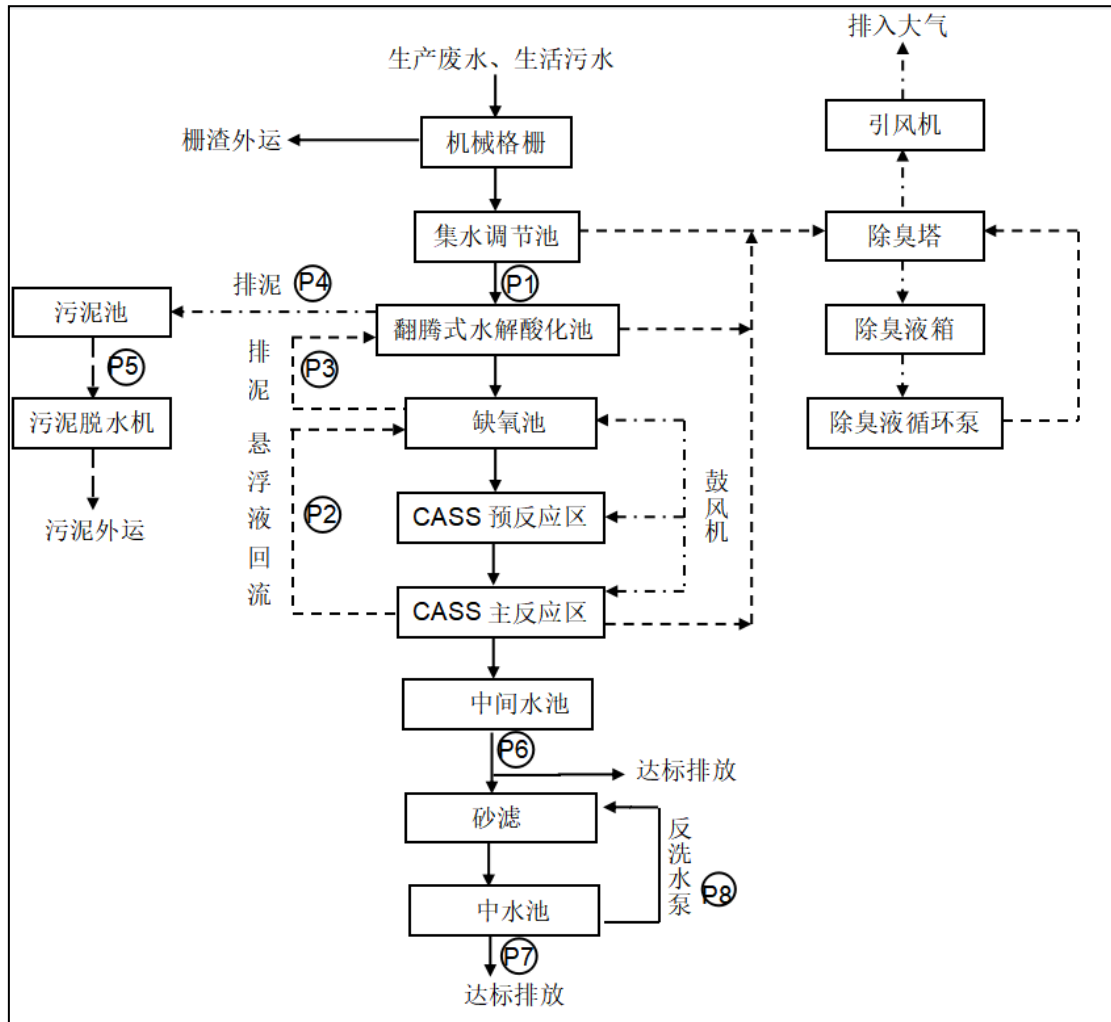 排入大气
生产废水、生活污水
引风机
栅渣外运
机械格栅
集水调节池
除臭塔
P1
排泥
P4
污泥池
翻腾式水解酸化池
除臭液箱
P5
排泥
P3
污泥脱水机
缺氧池
除臭液循环泵
悬浮液回流
P2
鼓风机
污泥外运
CASS 预反应区
CASS 主反应区
中间水池
P6
达标排放
砂滤
反洗水泵
P8
中水池
P7
达标排放